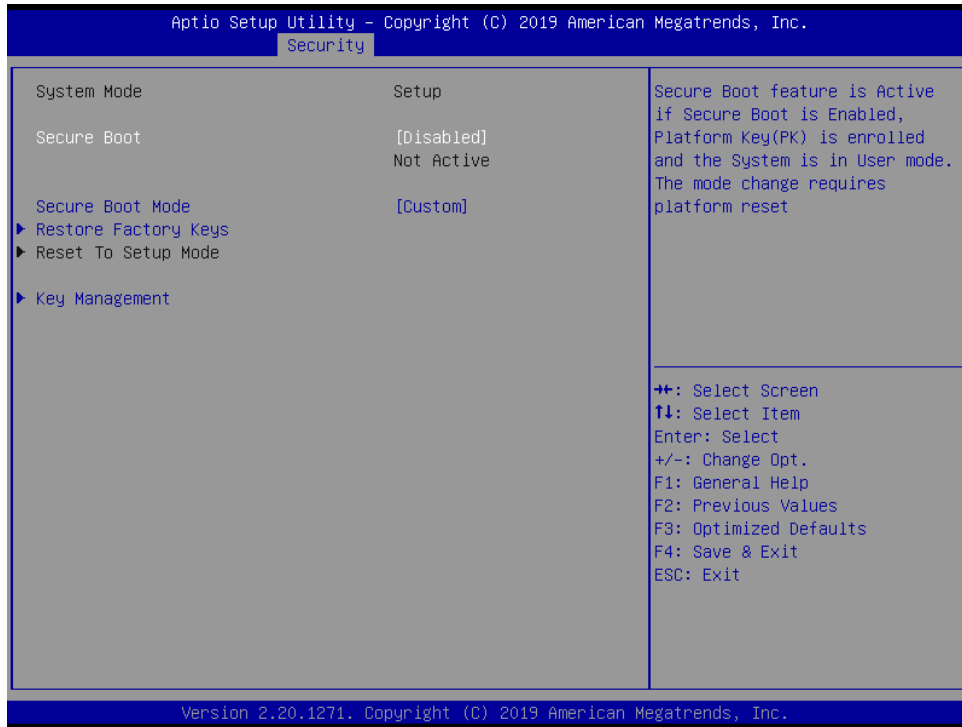 Aptio Setup Utility – Copyright (C) 2019 American Megatrends, Inc.
Security
System Mode Setup
Secure Boot [Disabled]
Not Active
Secure Boot Mode [Custom]
Restore Factory Keys
Reset To Setup Mode
Key Management
Secure Boot feature is Active
if Secure Boot is Enabled,
Platform Key(PK) is enrolled
and the System is in User mode.
The mode change requires
platform reset
→←: Select Screen
↑↓: Select Item
Enter: Select
+/-: Change Opt.
F1: General Help
F2: Previous Values
F3: Optimized Defaults
F4: Save & Exit
ESC: Exit
Version 2.20.1271. Copyright (C) 2019 American Megatrends, Inc.